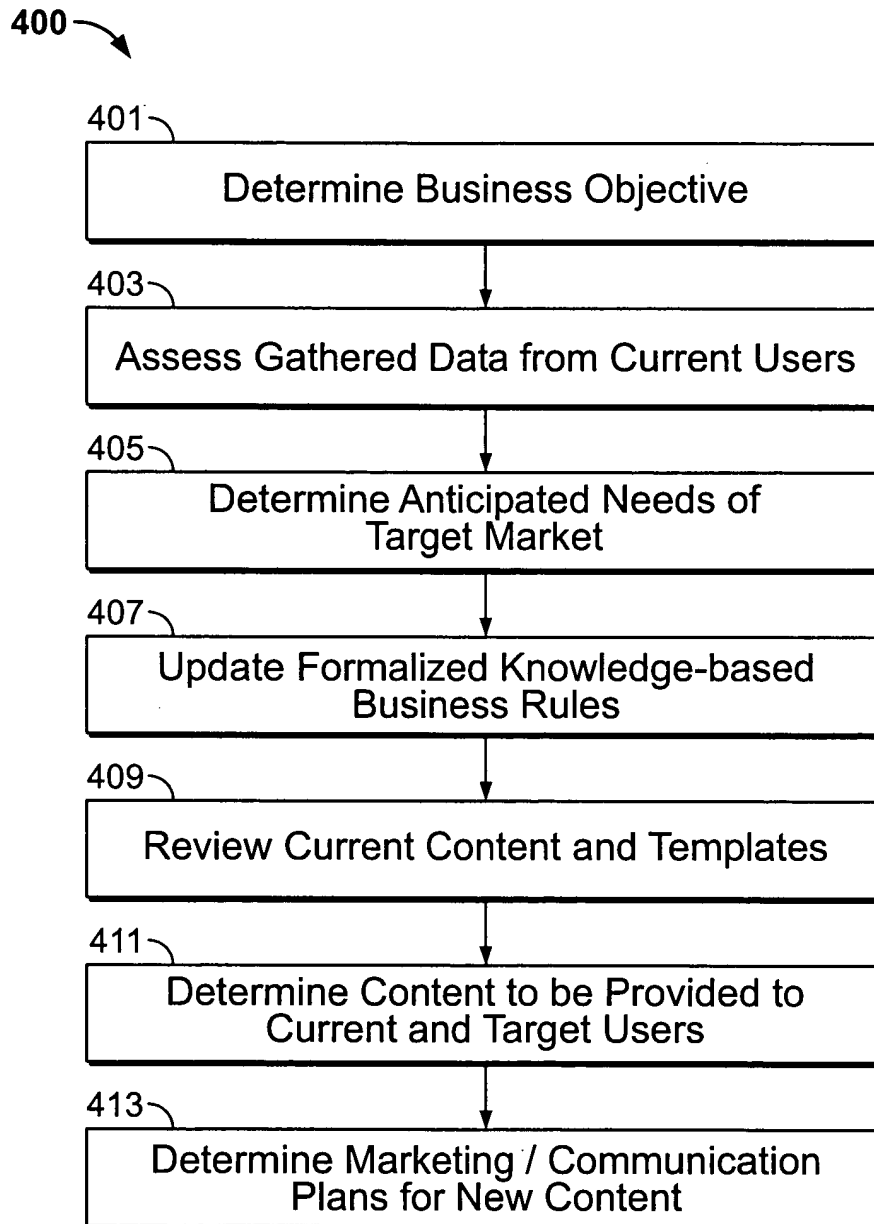 400
401
Determine Business Objective
403
Assess Gathered Data from Current Users
405
Determine Anticipated Needs of
Target Market
407
Update Formalized Knowledge-based
Business Rules
409
Review Current Content and Templates
411
Determine Content to be Provided to
Current and Target Users
413
Determine Marketing / Communication
Plans for New Content